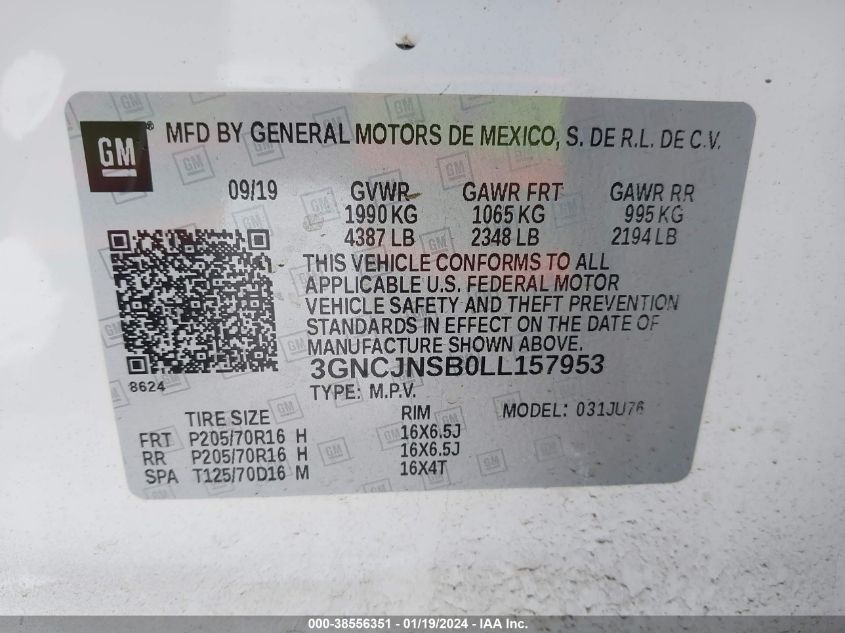 GM ® MFD BY GENERAL MOTORS DE MEXICO, S. DE R.L. DE C.V.
09/19 GVWR GAWR FRT GAWR RR
1990 KG 1065 KG 995 KG
4387 LB 2348 LB 2194 LB
THIS VEHICLE CONFORMS TO ALL
APPLICABLE U.S. FEDERAL MOTOR
VEHICLE SAFETY AND THEFT PREVENTION
STANDARDS IN EFFECT ON THE DATE OF
MANUFACTURE SHOWN ABOVE.
3GNCJNSB0LL157953
8624
TYPE: M.P.V.
TIRE SIZE RIM MODEL: 031JU76
FRT P205/70R16 H 16X6.5J
RR P205/70R16 H 16X6.5J
SPA T125/70D16 M 16X4T
000-38556351 - 01/19/2024 - IAA Inc.